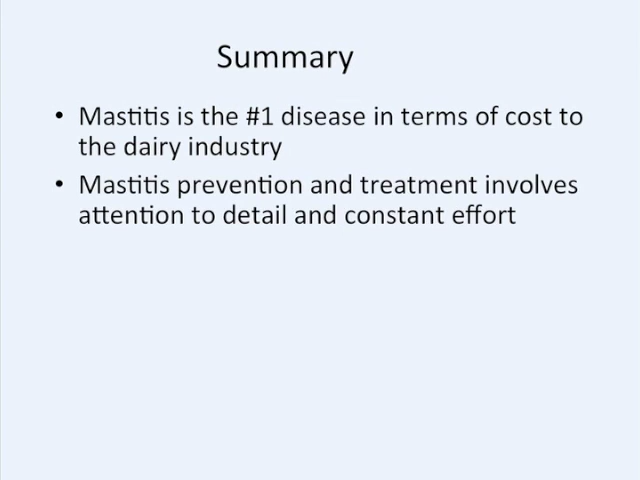 Summary
• Mastitis is the #1 disease in terms of cost to
the dairy industry
• Mastitis prevention and treatment involves
attention to detail and constant effort